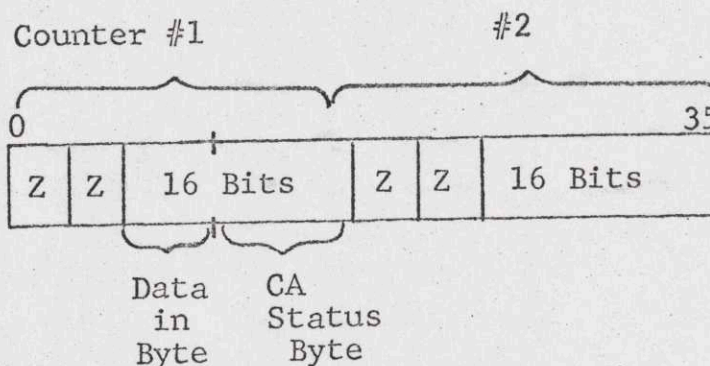 Counter #1 #2
0 35
Z Z 16 Bits Z Z 16 Bits
Data CA
in Status
Byte Byte